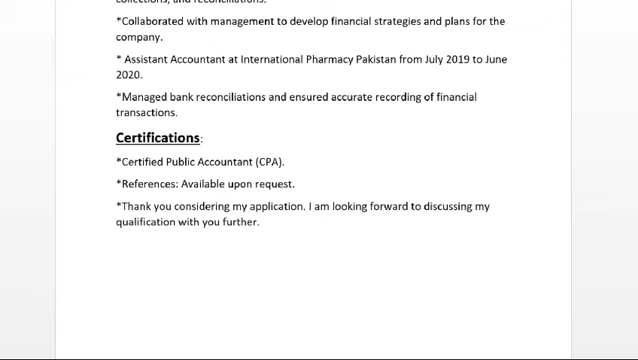 collections, and reconciliations.
*Collaborated with management to develop financial strategies and plans for the
company.
* Assistant Accountant at International Pharmacy Pakistan from July 2019 to June
2020.
*Managed bank reconciliations and ensured accurate recording of financial
transactions.
Certifications:
*Certified Public Accountant (CPA).
*References: Available upon request.
*Thank you considering my application. I am looking forward to discussing my
qualification with you further.